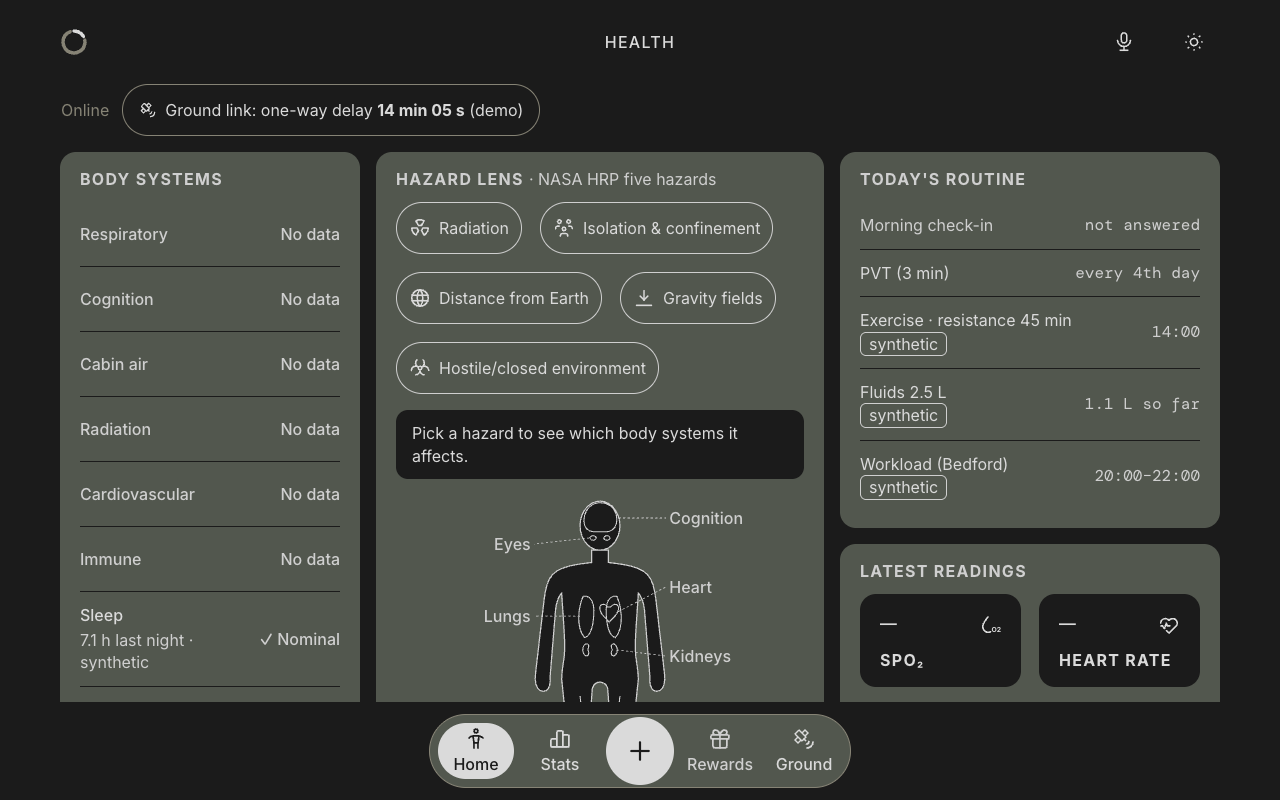 HEALTH
Online
Ground link: one-way delay 14 min 05 s (demo)
BODY SYSTEMS
Respiratory No data
Cognition No data
Cabin air No data
Radiation No data
Cardiovascular No data
Immune No data
Sleep
7.1 h last night ·
synthetic
✓ Nominal
HAZARD LENS · NASA HRP five hazards
Radiation
Isolation & confinement
Distance from Earth
Gravity fields
Hostile/closed environment
Pick a hazard to see which body systems it
affects.
Cognition
Eyes
Heart
Lungs
Kidneys
TODAY'S ROUTINE
Morning check-in not answered
PVT (3 min) every 4th day
Exercise · resistance 45 min
synthetic
14:00
Fluids 2.5 L
synthetic
1.1 L so far
Workload (Bedford)
synthetic
20:00–22:00
LATEST READINGS
—
O2
SPO₂
—
HEART RATE
Home
Stats
Rewards
Ground